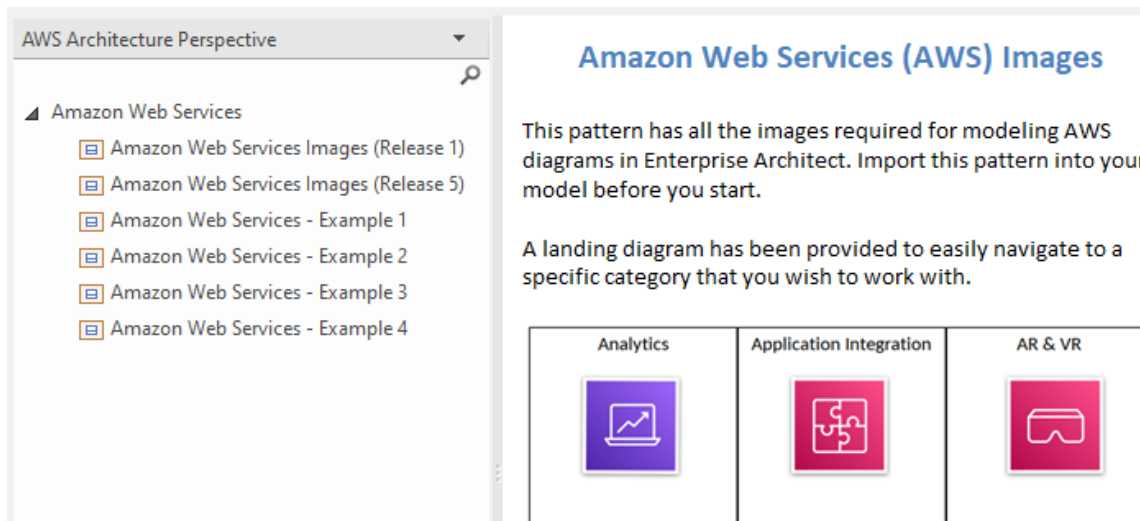 AWS Architecture Perspective
Amazon Web Services
Amazon Web Services Images (Release 1)
Amazon Web Services Images (Release 5)
Amazon Web Services - Example 1
Amazon Web Services - Example 2
Amazon Web Services - Example 3
Amazon Web Services - Example 4
Amazon Web Services (AWS) Images
This pattern has all the images required for modeling AWS
diagrams in Enterprise Architect. Import this pattern into your
model before you start.
A landing diagram has been provided to easily navigate to a
specific category that you wish to work with.
Analytics
Application Integration
AR & VR